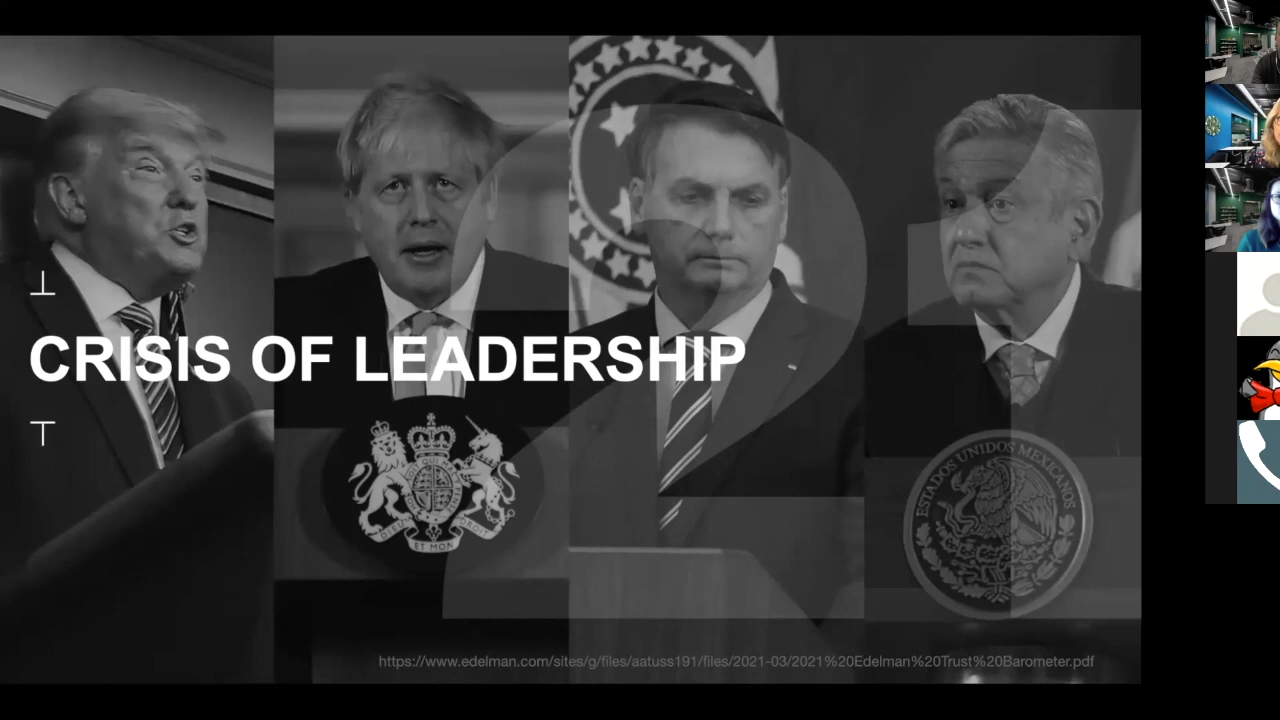 CRISIS OF LEADERSHIP
ESTADOS UNIDOS MEXICANOS
ET MON DROIT
21
https://www.edelman.com/sites/g/files/aatuss191/files/2021-03/2021%20Edelman%20Trust%20Barometer.pdf